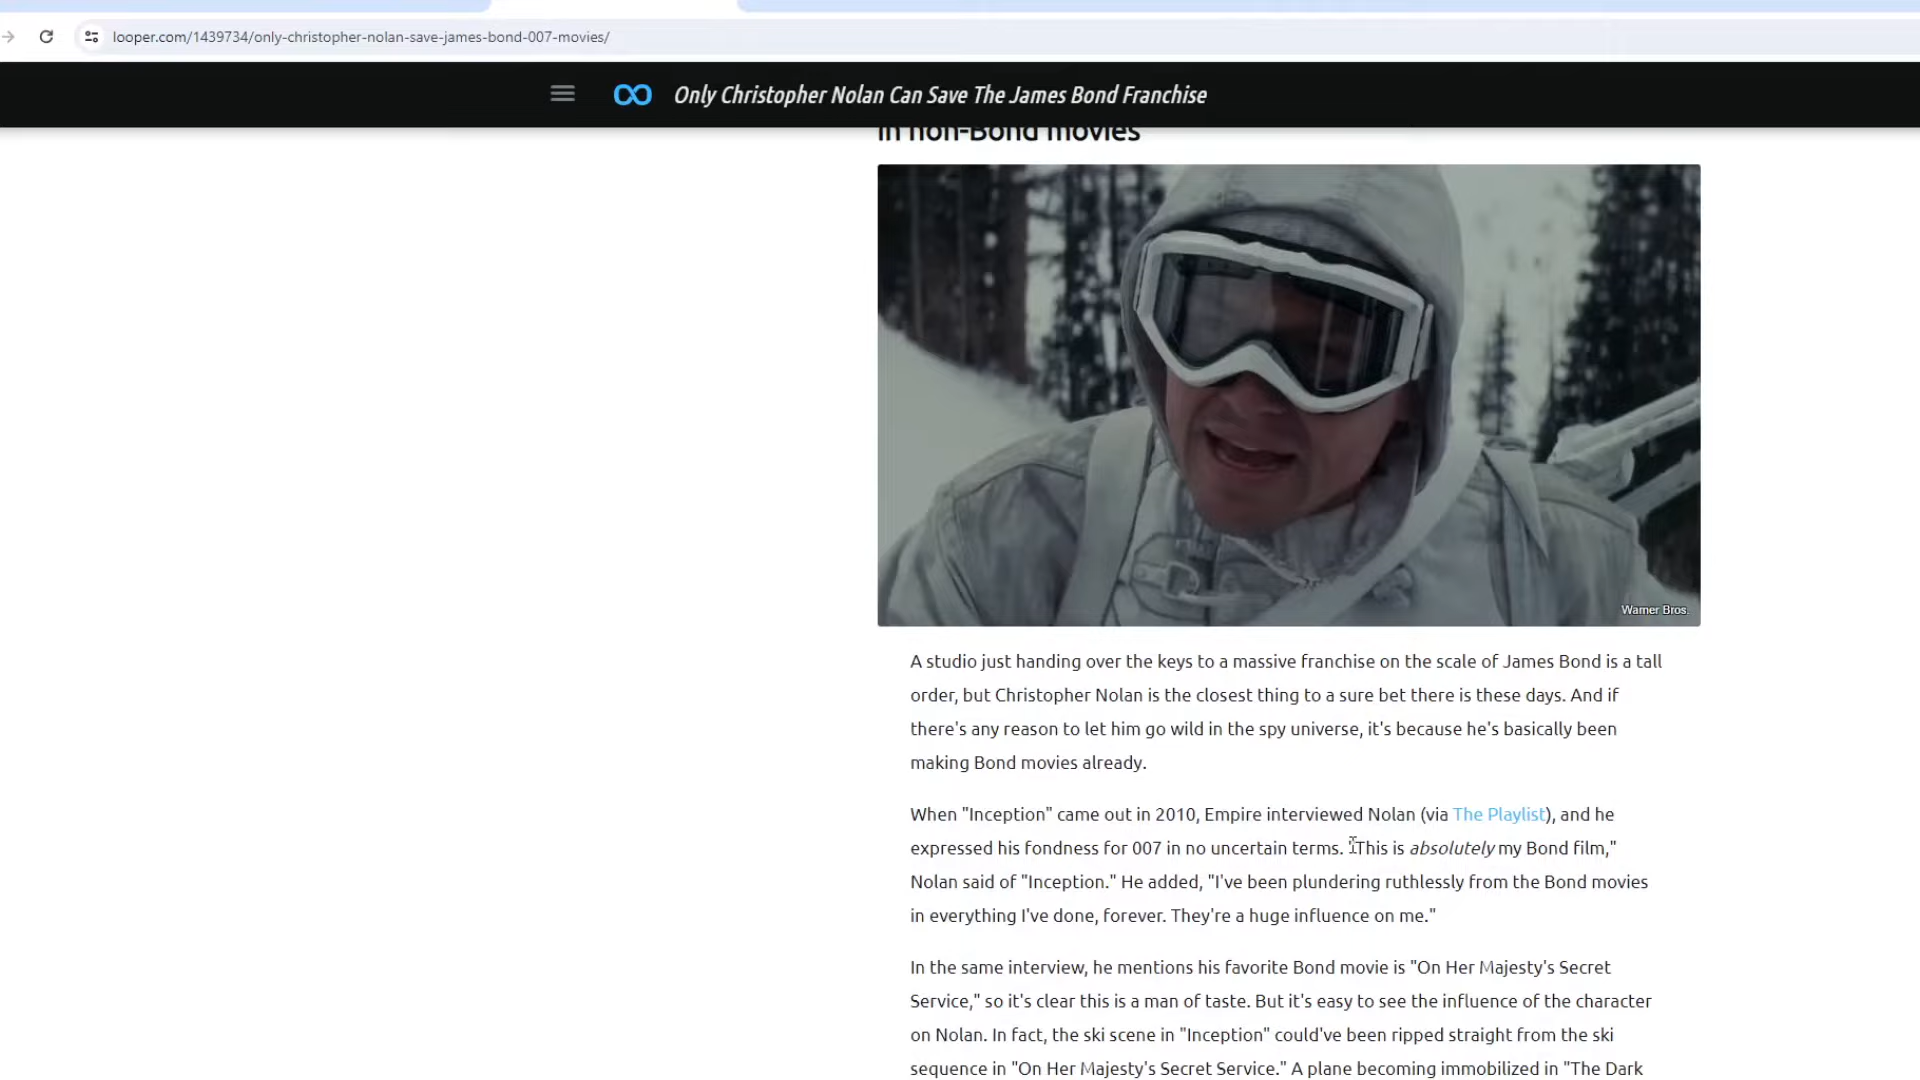 looper.com/1439734/only-christopher-nolan-save-james-bond-007-movies/
Only Christopher Nolan Can Save The James Bond Franchise
in non-Bond movies
Warner Bros.
A studio just handing over the keys to a massive franchise on the scale of James Bond is a tall
order, but Christopher Nolan is the closest thing to a sure bet there is these days. And if
there's any reason to let him go wild in the spy universe, it's because he's basically been
making Bond movies already.
When "Inception" came out in 2010, Empire interviewed Nolan (via The Playlist), and he
expressed his fondness for 007 in no uncertain terms. "This is absolutely my Bond film,"
Nolan said of "Inception." He added, "I've been plundering ruthlessly from the Bond movies
in everything I've done, forever. They're a huge influence on me."
In the same interview, he mentions his favorite Bond movie is "On Her Majesty's Secret
Service," so it's clear this is a man of taste. But it's easy to see the influence of the character
on Nolan. In fact, the ski scene in "Inception" could've been ripped straight from the ski
sequence in "On Her Majesty's Secret Service." A plane becoming immobilized in "The Dark